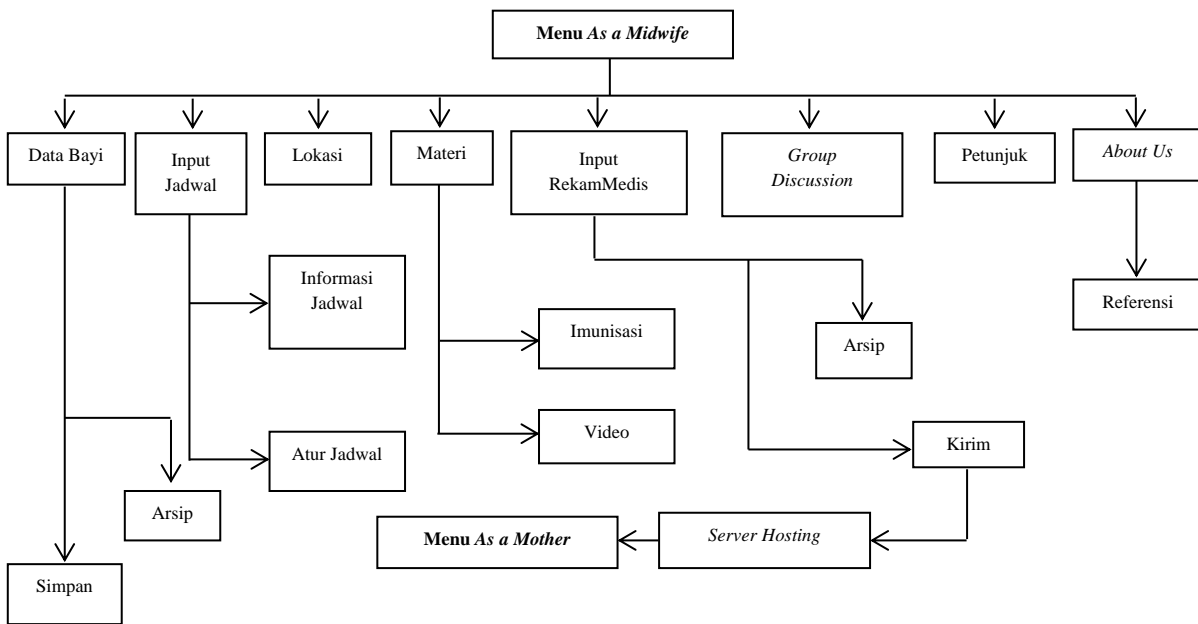 Menu As a Midwife
Data Bayi
Input
Jadwal
Lokasi
Materi
Input
RekamMedis
Group
Discussion
Petunjuk
About Us
Informasi
Jadwal
Referensi
Imunisasi
Arsip
Video
Kirim
Atur Jadwal
Arsip
Menu As a Mother
Server Hosting
Simpan